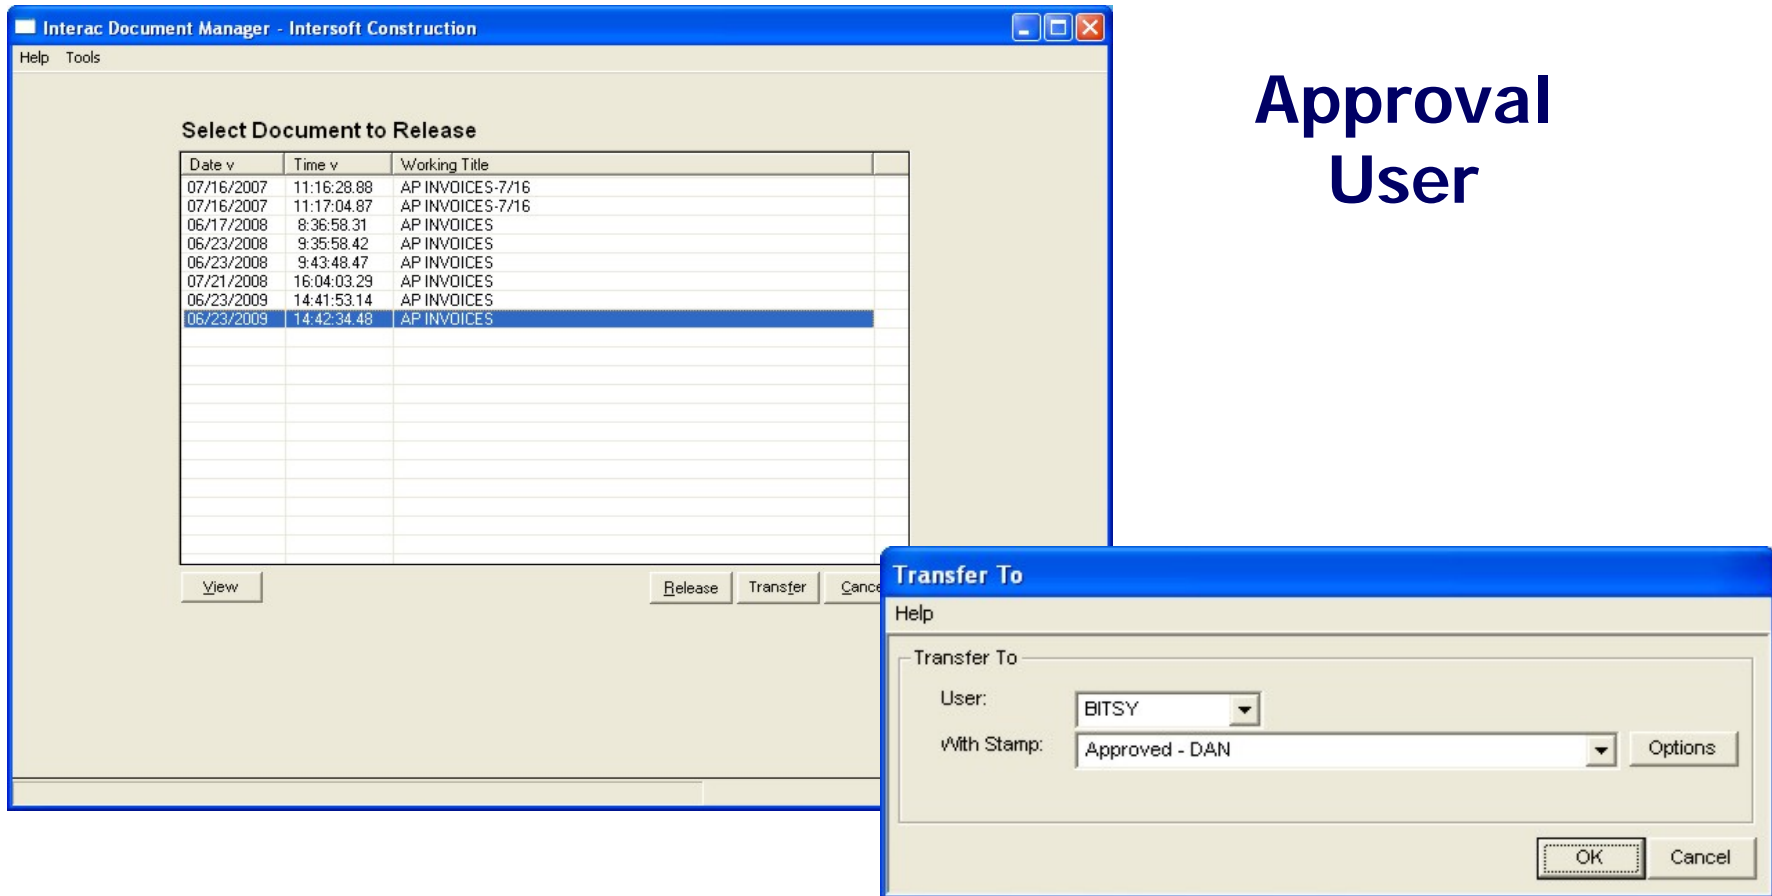 Interac Document Manager - Intersoft Construction
Help Tools
Approval
User
Select Document to Release
Date v Time v Working Title
07/16/2007 11:16:28.88 AP INVOICES-7/16
07/16/2007 11:17:04.87 AP INVOICES-7/16
06/17/2008 8:36:58.31 AP INVOICES
06/23/2008 9:35:58.42 AP INVOICES
06/23/2008 9:43:48.47 AP INVOICES
07/21/2008 16:04:03.29 AP INVOICES
06/23/2009 14:41:53.14 AP INVOICES
06/23/2009 14:42:34.48 AP INVOICES
View Release Transfer Cance
Transfer To
Help
Transfer To
User: BITSY
With Stamp: Approved - DAN Options
OK Cancel